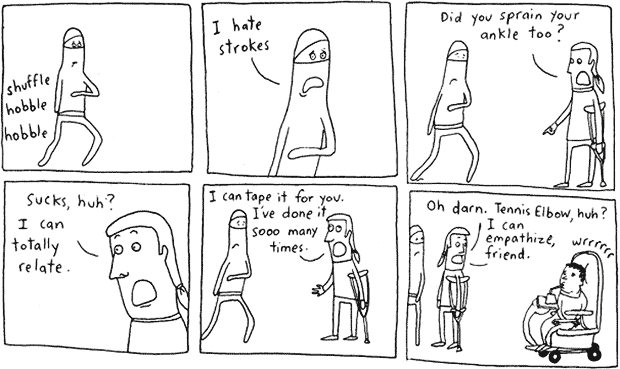 shuffle
hobble
hobble
I hate
strokes
Did you sprain your
ankle too?
Sucks, huh?
I can
totally
relate.
I can tape it for you.
I've done it
sooo many
times.
Oh darn. Tennis Elbow, huh?
I can
empathize,
friend.
wrrrrrrr